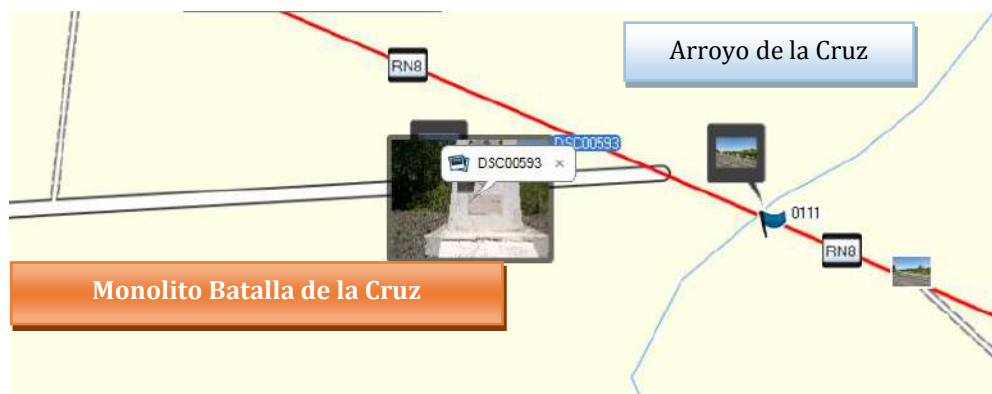 Arroyo de la Cruz
RN8
DSC00593
DSC00593
0111
RN8
Monolito Batalla de la Cruz